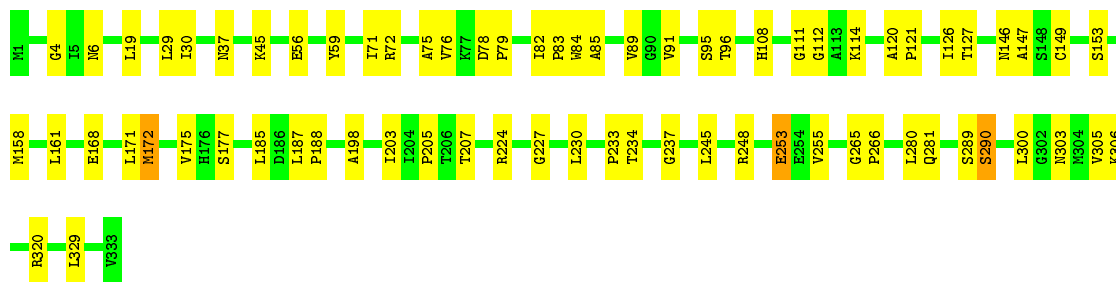 M1 G4 I5 N6 L19 L29 I30 N37 K45 E56 Y59 I71 R72 A75 V76 K77 D78 P79 I82 P83 W84 A85 V89 G90 V91 S95 T96 H108 G111 G112 A113 K114 A120 P121 I126 T127 N146 A147 S148 C149 S153
M158 L161 E168 L171 M172 V175 H176 S177 L185 D186 L187 P188 A198 I203 I204 P205 T206 T207 R224 G227 L230 P233 T234 G237 L245 R248 E253 E254 V255 G265 P266 L280 Q281 S289 S290 L300 G302 N303 M304 V305
R320 L329 V333